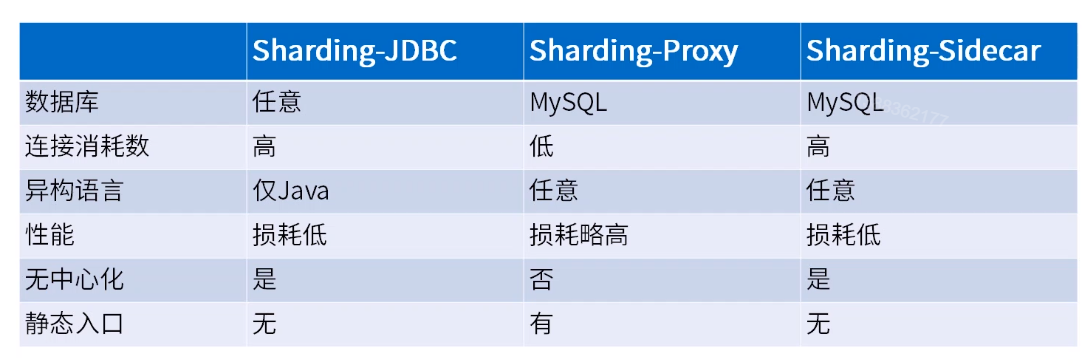 Sharding-JDBC Sharding-Proxy Sharding-Sidecar
数据库 任意 MySQL MySQL
连接消耗数 高 低 高
异构语言 仅Java 任意 任意
性能 损耗低 损耗略高 损耗低
无中心化 是 否 是
静态入口 无 有 无